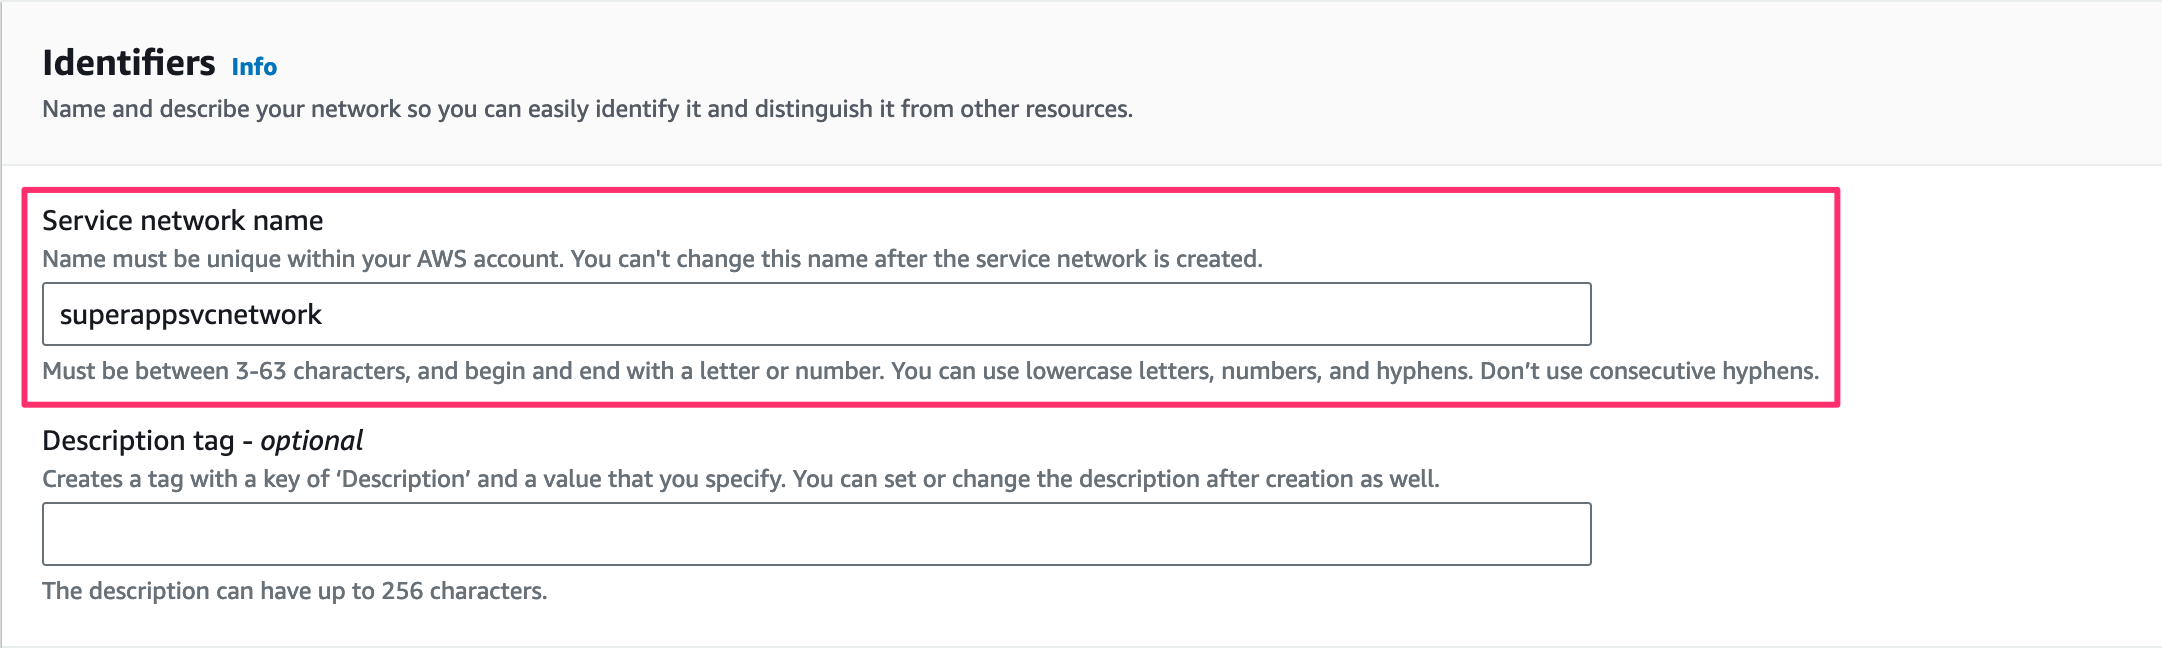 Identifiers Info
Name and describe your network so you can easily identify it and distinguish it from other resources.
Service network name
Name must be unique within your AWS account. You can't change this name after the service network is created.
superappsvcnetwork
Must be between 3-63 characters, and begin and end with a letter or number. You can use lowercase letters, numbers, and hyphens. Don’t use consecutive hyphens.
Description tag - optional
Creates a tag with a key of ‘Description’ and a value that you specify. You can set or change the description after creation as well.
The description can have up to 256 characters.